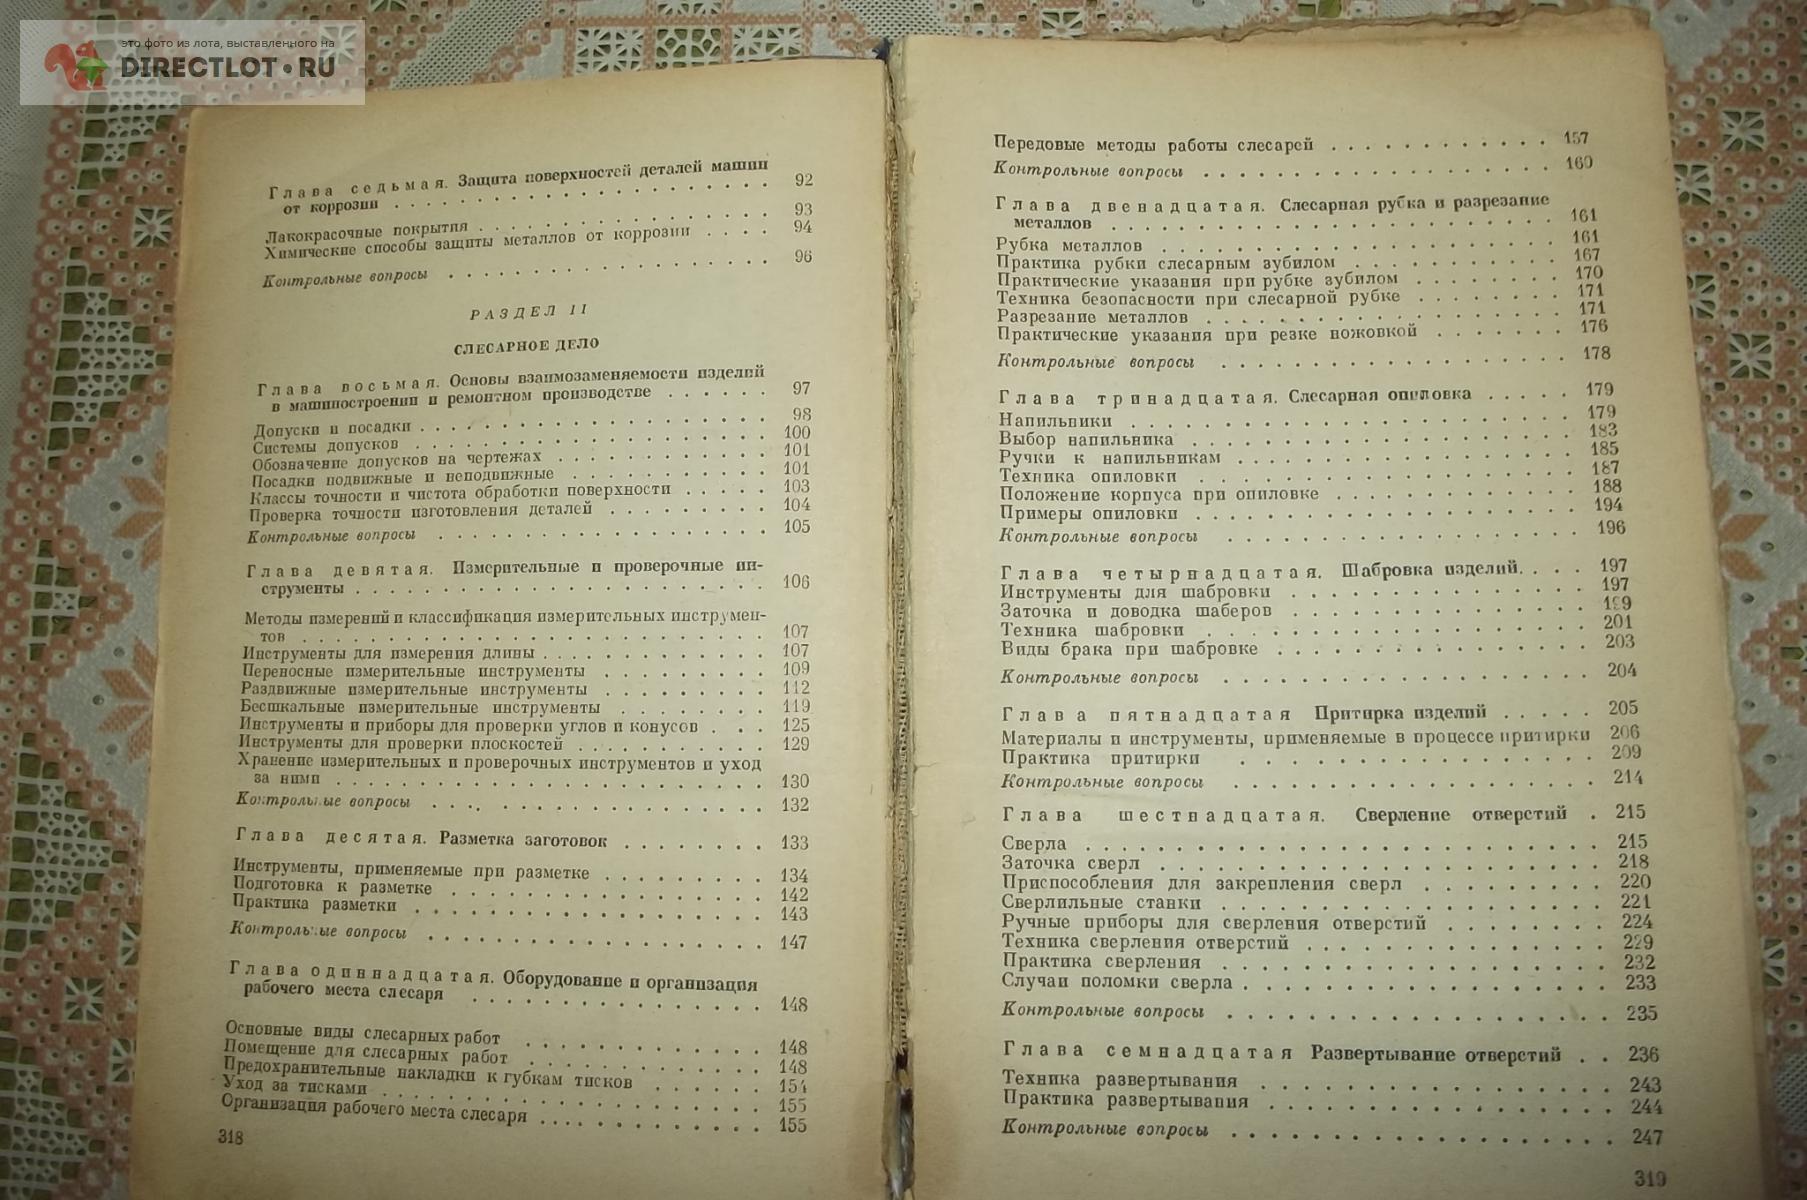 это фото из лота, выставленного на
DIRECTLOT.RU
Глава седьмая. Защита поверхностей деталей машин
от коррозии . . . . . . . . . . . . . . . . . . 92
Лакокрасочные покрытия . . . . . . . . . . . . . . . 93
Химические способы защиты металлов от коррозии . . . . 94
Контрольные вопросы . . . . . . . . . . . . . . . . 96
РАЗДЕЛ II
СЛЕСАРНОЕ ДЕЛО
Глава восьмая. Основы взаимозаменяемости изделий
в машиностроении и ремонтном производстве . . . . . . 97
Допуски и посадки . . . . . . . . . . . . . . . . . 98
Системы допусков . . . . . . . . . . . . . . . . . 100
Обозначение допусков на чертежах . . . . . . . . . . . 101
Посадки подвижные и неподвижные . . . . . . . . . . 101
Классы точности и чистота обработки поверхности . . . . . 103
Проверка точности изготовления деталей . . . . . . . . 104
Контрольные вопросы . . . . . . . . . . . . . . . . 105
Глава девятая. Измерительные и проверочные ин-
струменты . . . . . . . . . . . . . . . . . . . . 106
Методы измерений и классификация измерительных инструмен-
тов . . . . . . . . . . . . . . . . . . . . . . 107
Инструменты для измерения длины . . . . . . . . . . . 107
Переносные измерительные инструменты . . . . . . . . 109
Раздвижные измерительные инструменты . . . . . . . . 112
Бесшкальные измерительные инструменты . . . . . . . 119
Инструменты и приборы для проверки углов и конусов . . . 125
Инструменты для проверки плоскостей . . . . . . . . . 129
Хранение измерительных и проверочных инструментов и уход
за ними . . . . . . . . . . . . . . . . . . . . 130
Контрольные вопросы . . . . . . . . . . . . . . . . 132
Глава десятая. Разметка заготовок . . . . . . . . 133
Инструменты, применяемые при разметке . . . . . . . . 134
Подготовка к разметке . . . . . . . . . . . . . . . 142
Практика разметки . . . . . . . . . . . . . . . . . 143
Контрольные вопросы . . . . . . . . . . . . . . . . 147
Глава одиннадцатая. Оборудование и организация
рабочего места слесаря . . . . . . . . . . . . . . 148
Основные виды слесарных работ . . . . . . . . . . . . 148
Помещение для слесарных работ . . . . . . . . . . . . 148
Предохранительные накладки к губкам тисков . . . . . . 154
Уход за тисками . . . . . . . . . . . . . . . . . 155
Организация рабочего места слесаря . . . . . . . . . . 155
318
Передовые методы работы слесарей . . . . . . . . . . . 157
Контрольные вопросы . . . . . . . . . . . . . . . . 160
Глава двенадцатая. Слесарная рубка и разрезание
металлов . . . . . . . . . . . . . . . . . . . . 161
Рубка металлов . . . . . . . . . . . . . . . . . . 161
Практика рубки слесарным зубилом . . . . . . . . . . 167
Практические указания при рубке зубилом . . . . . . . . 170
Техника безопасности при слесарной рубке . . . . . . . . 171
Разрезание металлов . . . . . . . . . . . . . . . . 171
Практические указания при резке ножовкой . . . . . . . 176
Контрольные вопросы . . . . . . . . . . . . . . . . 178
Глава тринадцатая. Слесарная опиловка . . . . . 179
Напильники . . . . . . . . . . . . . . . . . . . 179
Выбор напильника . . . . . . . . . . . . . . . . . 183
Ручки к напильникам . . . . . . . . . . . . . . . . 185
Техника опиловки . . . . . . . . . . . . . . . . . 187
Положение корпуса при опиловке . . . . . . . . . . . 188
Примеры опиловки . . . . . . . . . . . . . . . . . 194
Контрольные вопросы . . . . . . . . . . . . . . . . 196
Глава четырнадцатая. Шабровка изделий . . . . 197
Инструменты для шабровки . . . . . . . . . . . . . 197
Заточка и доводка шаберов . . . . . . . . . . . . . 199
Техника шабровки . . . . . . . . . . . . . . . . . 201
Виды брака при шабровке . . . . . . . . . . . . . . 203
Контрольные вопросы . . . . . . . . . . . . . . . . 204
Глава пятнадцатая Притирка изделий . . . . . 205
Материалы и инструменты, применяемые в процессе притирки 206
Практика притирки . . . . . . . . . . . . . . . . 209
Контрольные вопросы . . . . . . . . . . . . . . . . 214
Глава шестнадцатая. Сверление отверстий . 215
Сверла . . . . . . . . . . . . . . . . . . . . . 215
Заточка сверл . . . . . . . . . . . . . . . . . . 218
Приспособления для закрепления сверл . . . . . . . . . 220
Сверлильные станки . . . . . . . . . . . . . . . . 221
Ручные приборы для сверления отверстий . . . . . . . . 224
Техника сверления отверстий . . . . . . . . . . . . . 229
Практика сверления . . . . . . . . . . . . . . . . 232
Случаи поломки сверла . . . . . . . . . . . . . . . 233
Контрольные вопросы . . . . . . . . . . . . . . . . 235
Глава семнадцатая Развертывание отверстий . . 236
Техника развертывания . . . . . . . . . . . . . . . 243
Практика развертывания . . . . . . . . . . . . . . 244
Контрольные вопросы . . . . . . . . . . . . . . . . 247
319